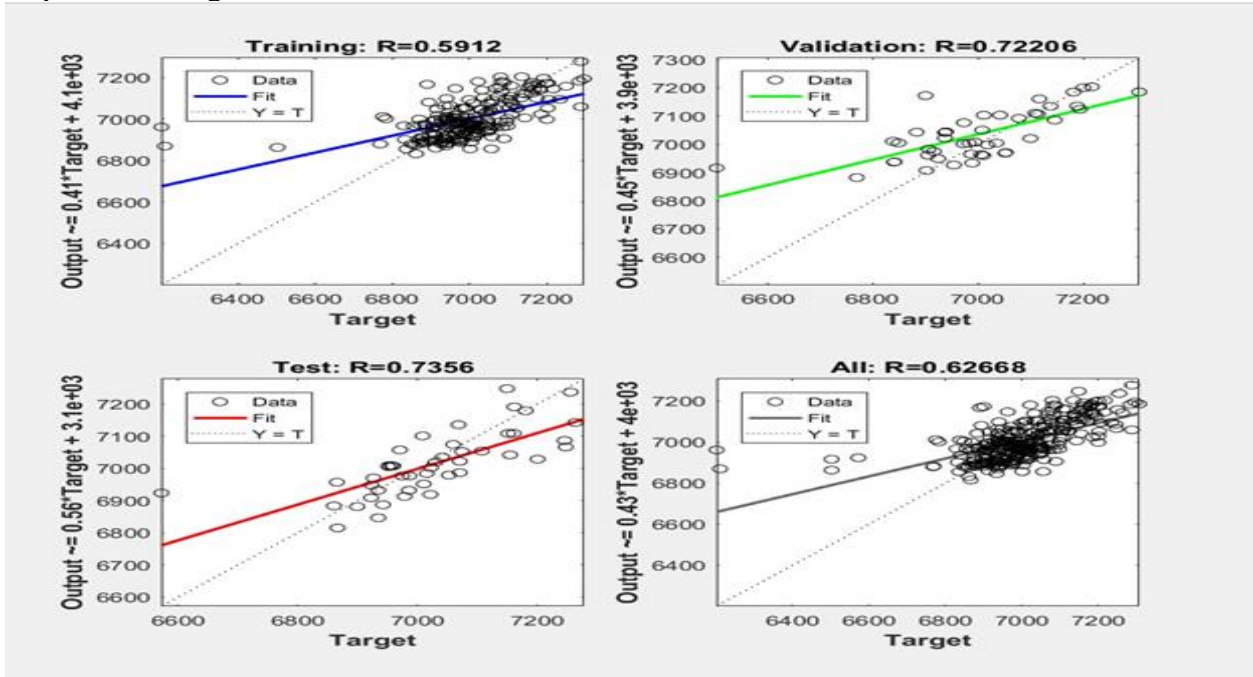 Training: R=0.5912
Output ~= 0.41*Target + 4.1e+03
7200
7000
6800
6600
6400
Data
Fit
Y = T
6400 6600 6800 7000 7200
Target
Validation: R=0.72206
Output ~= 0.45*Target + 3.9e+03
7300
7200
7100
7000
6900
6800
6700
6600
Data
Fit
Y = T
6600 6800 7000 7200
Target
Test: R=0.7356
Output ~= 0.56*Target + 3.1e+03
7200
7100
7000
6900
6800
6700
6600
Data
Fit
Y = T
6600 6800 7000 7200
Target
All: R=0.62668
Output ~= 0.43*Target + 4e+03
7200
7000
6800
6600
6400
Data
Fit
Y = T
6400 6600 6800 7000 7200
Target